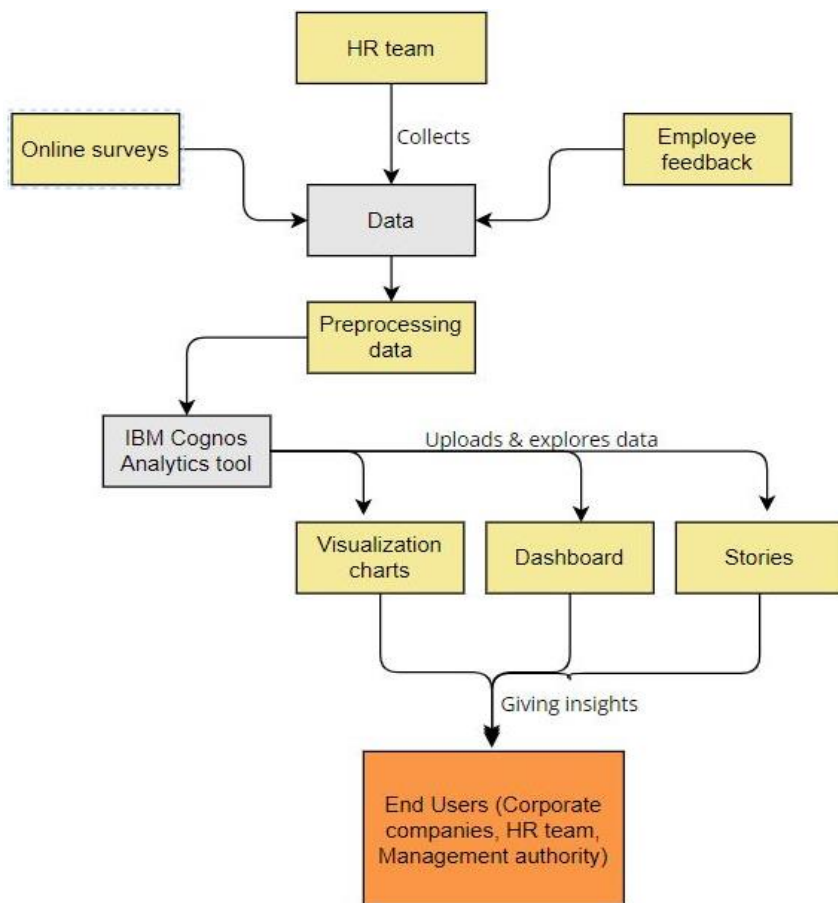 HR team
Collects
Online surveys
Employee
feedback
Data
Preprocessing
data
IBM Cognos
Analytics tool
Uploads & explores data
Visualization
charts
Dashboard
Stories
Giving insights
End Users (Corporate
companies, HR team,
Management authority)